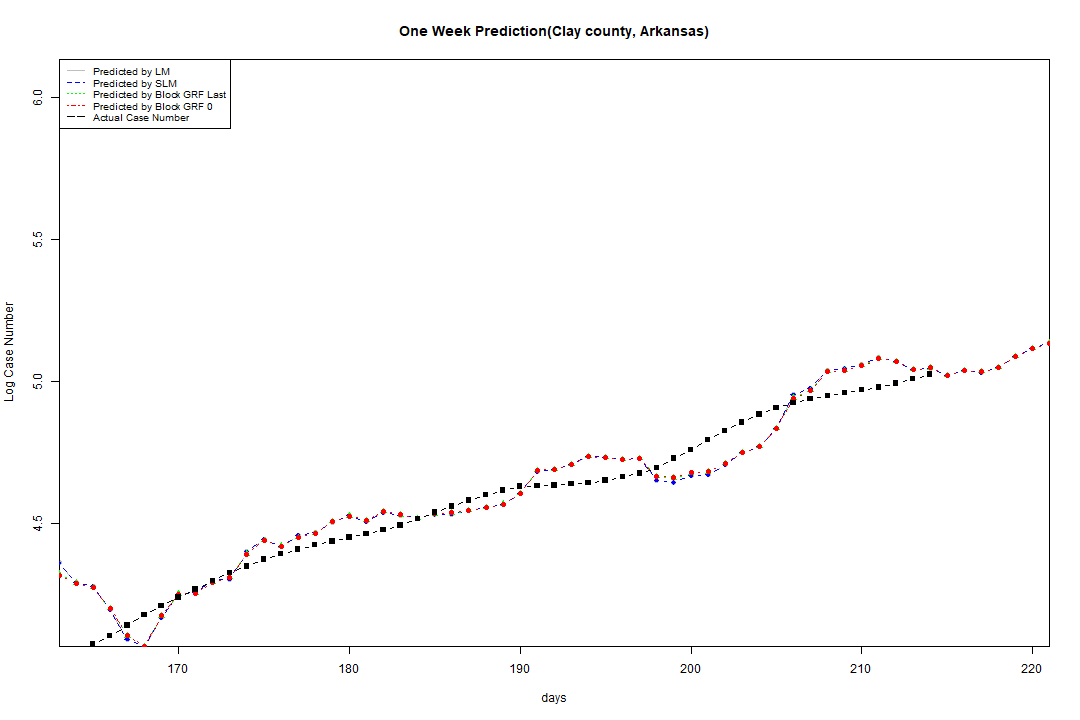 One Week Prediction(Clay county, Arkansas)
Predicted by LM
Predicted by SLM
Predicted by Block GRF Last
Predicted by Block GRF 0
Actual Case Number
6.0
5.5
5.0
4.5
Log Case Number
170 180 190 200 210 220
days